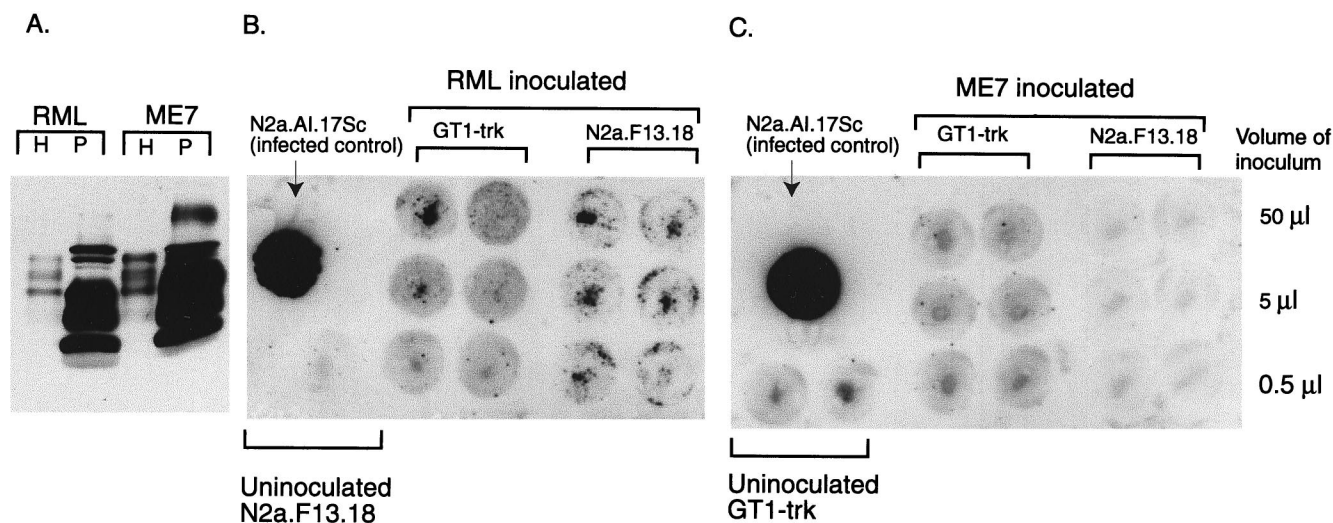 A.
RML ME7
H P H P
B.
RML inoculated
N2a.AI.17Sc
(infected control)
GT1-trk
N2a.F13.18
Uninoculated
N2a.F13.18
C.
ME7 inoculated
N2a.AI.17Sc
(infected control)
GT1-trk
N2a.F13.18
Volume of
inoculum
50 µl
5 µl
0.5 µl
Uninoculated
GT1-trk